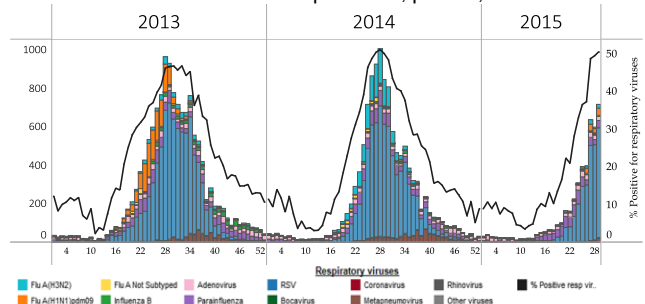 2013 2014 2015
1000
800
600
400
200
0
50
40
30
20
10
0
% Positive for respiratory viruses
4 10 16 22 28 34 40 46 52 4 10 16 22 28 34 40 46 52 4 10 16 22 28
Respiratory viruses
Flu A(H3N2) Flu A Not Subtyped Adenovirus RSV Coronavirus Rhinovirus % Positive resp vir..
Flu A(H1N1)pdm09 Influenza B Parainfluenza Bocavirus Metapneumovirus Other viruses